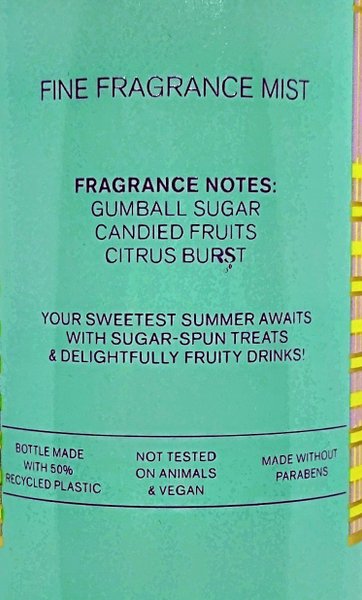 FINE FRAGRANCE MIST
FRAGRANCE NOTES:
GUMBALL SUGAR
CANDIED FRUITS
CITRUS BURST
YOUR SWEETEST SUMMER AWAITS
WITH SUGAR-SPUN TREATS
& DELIGHTFULLY FRUITY DRINKS!
BOTTLE MADE
WITH 50%
RECYCLED PLASTIC
NOT TESTED
ON ANIMALS
& VEGAN
MADE WITHOUT
PARABENS